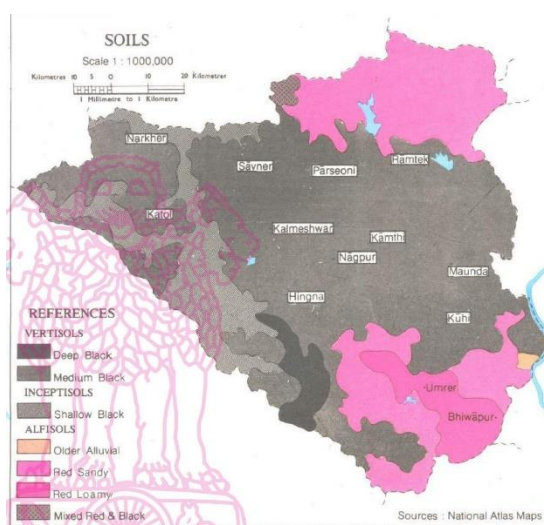 SOILS
Scale 1 : 1000,000
Kilometres 10 5 0 10 20 Kilometres
1 Millimetre to 1 Kilometre
Narkher
Savner
Parseoni
Ramtek
Katol
Kalmeshwar
Kamthi
Nagpur
Maunda
Hingna
Kuhi
Umrer
Bhiwāpur
REFERENCES
VERTISOLS
Deep Black
Medium Black
INCEPTISOLS
Shallow Black
ALFISOLS
Older Alluvial
Red Sandy
Red Loamy
Mixed Red & Black
Sources : National Atlas Maps